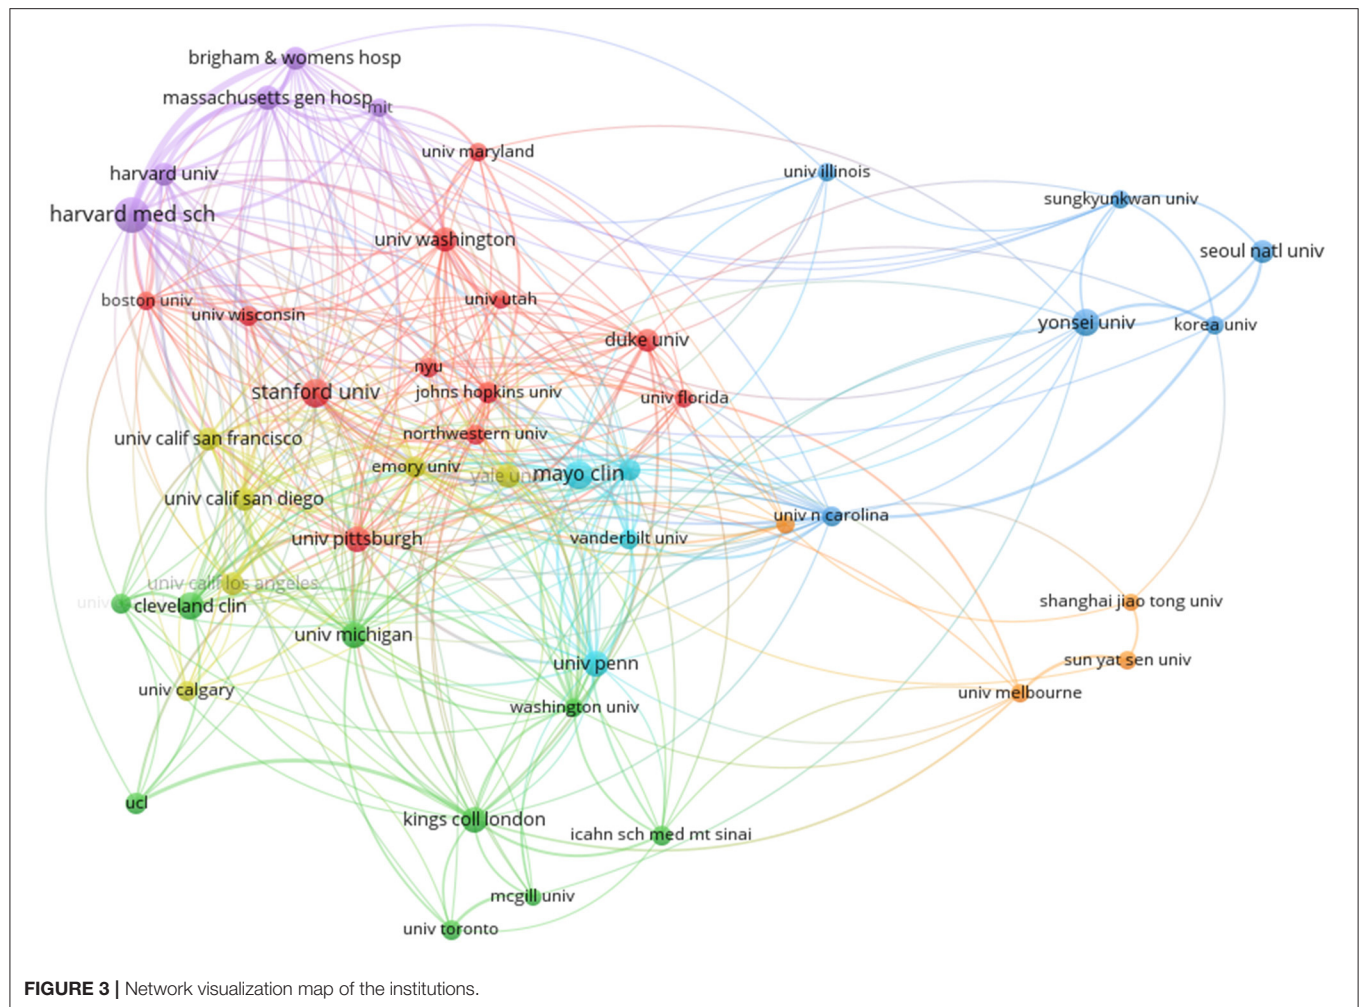 brigham & womens hosp
massachusetts gen hosp
mit
univ maryland
harvard univ
univ illinois
sungkyunkwan univ
harvard med sch
univ washington
seoul natl univ
boston univ
univ wisconsin
univ utah
yonsei univ
korea univ
duke univ
nyu
stanford univ
johns hopkins univ
univ florida
univ calif san francisco
northwestern univ
emory univ
yale un
mayo clin
univ calif san diego
univ n carolina
univ pittsburgh
vanderbilt univ
univ calif los angeles
univ
cleveland clin
shanghai jiao tong univ
univ michigan
univ penn
sun yat sen univ
univ calgary
univ melbourne
washington univ
ucl
kings coll london
icahn sch med mt sinai
mcgill univ
univ toronto
FIGURE 3 | Network visualization map of the institutions.